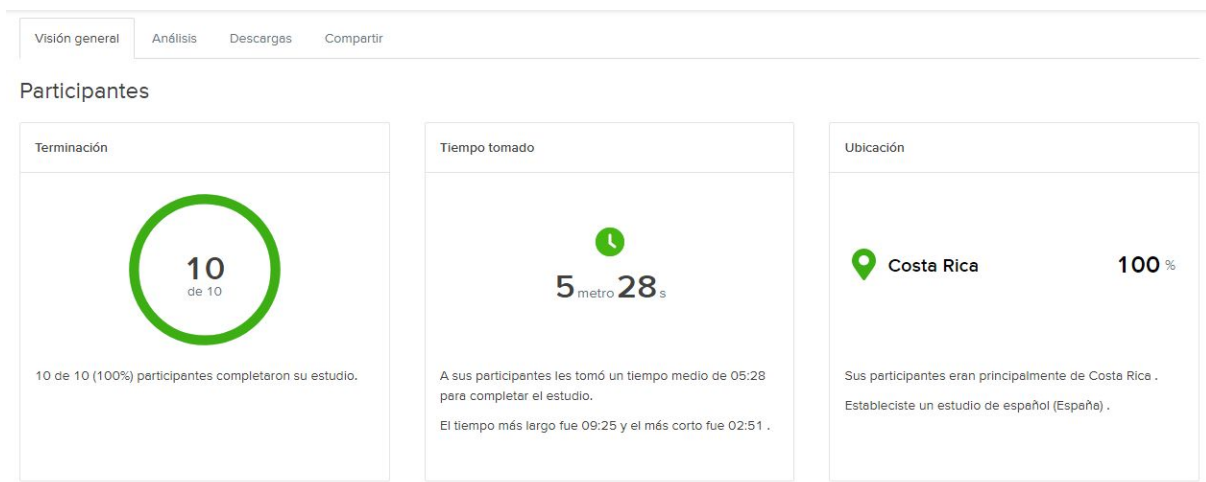 Visión general Análisis Descargas Compartir
Participantes
Terminación
10
de 10
10 de 10 (100%) participantes completaron su estudio.
Tiempo tomado
5 metro 28 s
A sus participantes les tomó un tiempo medio de 05:28
para completar el estudio.
El tiempo más largo fue 09:25 y el más corto fue 02:51 .
Ubicación
Costa Rica 100 %
Sus participantes eran principalmente de Costa Rica .
Estableciste un estudio de español (España) .